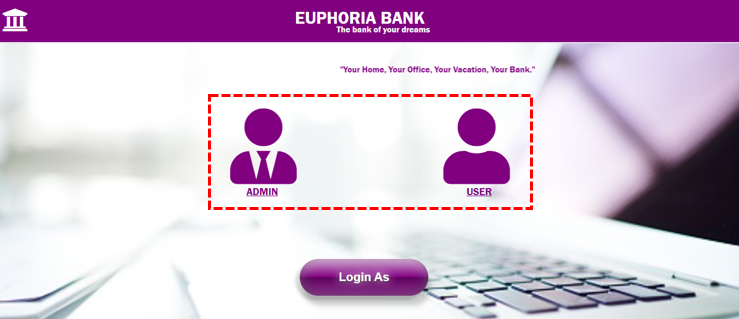 EUPHORIA BANK
The bank of your dreams
"Your Home, Your Office, Your Vacation, Your Bank."
ADMIN
USER
Login As